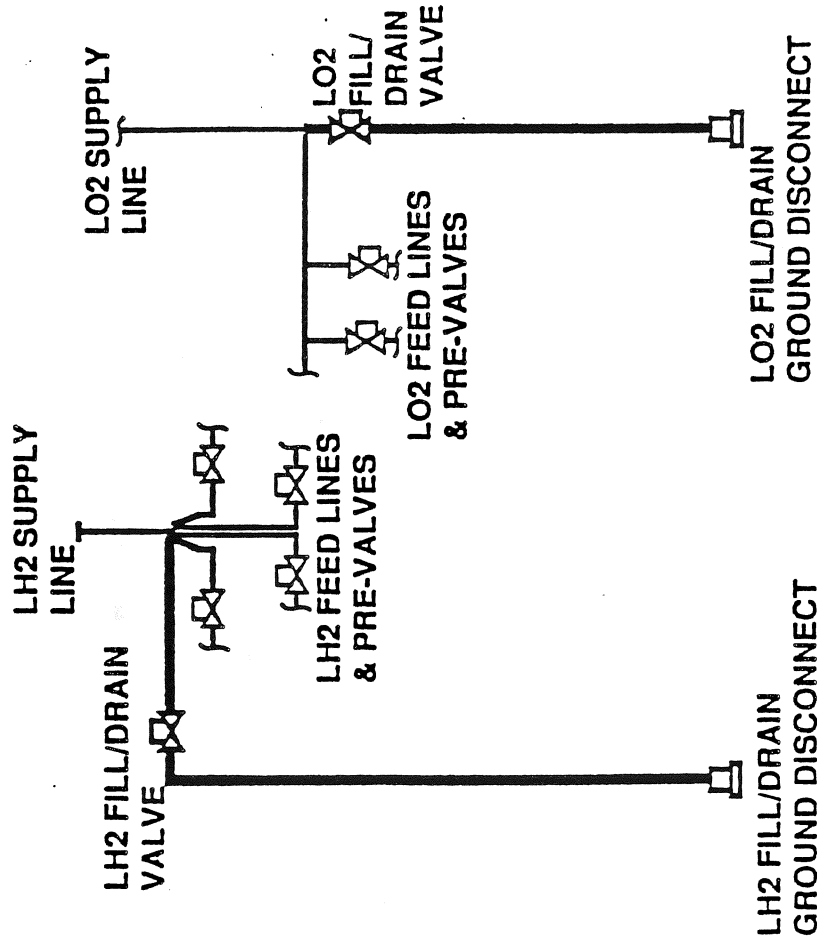 LH2 FILL/DRAIN
VALVE
LH2 SUPPLY
LINE
LO2 SUPPLY
LINE
LH2 FEED LINES
& PRE-VALVES
LO2 FEED LINES
& PRE-VALVES
LO2
FILL/
DRAIN
VALVE
LH2 FILL/DRAIN
GROUND DISCONNECT
LO2 FILL/DRAIN
GROUND DISCONNECT